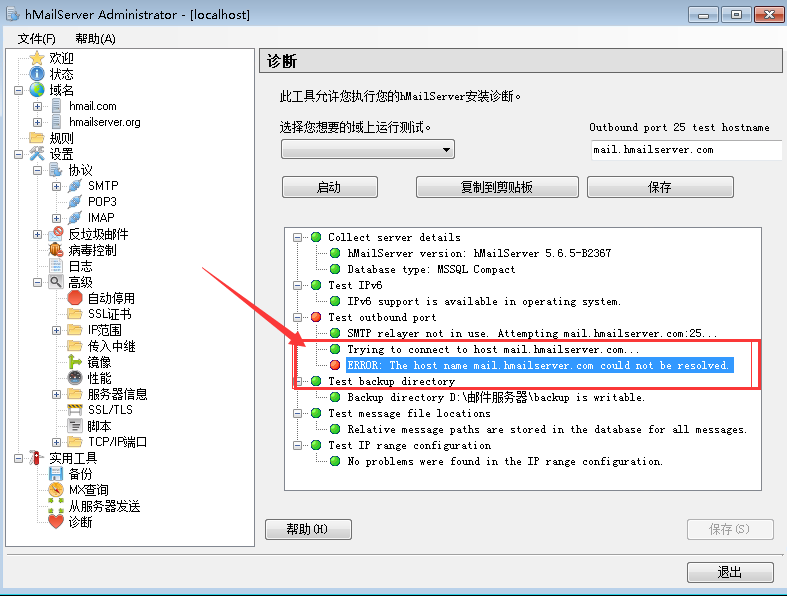 hMailServer Administrator - [localhost]
文件(F) 帮助(A)
欢迎
状态
域名
hmail.com
hmailserver.org
规则
设置
协议
SMTP
POP3
IMAP
反垃圾邮件
病毒控制
日志
高级
自动停用
SSL证书
IP范围
传入中继
镜像
性能
服务器信息
SSL/TLS
脚本
TCP/IP端口
实用工具
备份
MX查询
从服务器发送
诊断
诊断
此工具允许您执行您的hMailServer安装诊断。
选择您想要的域上运行测试。
Outbound port 25 test hostname
mail.hmailserver.com
启动 复制到剪贴板 保存
Collect server details
hMailServer version: hMailServer 5.6.5-B2367
Database type: MSSQL Compact
Test IPv6
IPv6 support is available in operating system.
Test outbound port
SMTP relayer not in use. Attempting mail.hmailserver.com:25...
Trying to connect to host mail.hmailserver.com...
ERROR: The host name mail.hmailserver.com could not be resolved.
Test backup directory
Backup directory D:\邮件服务器\backup is writable.
Test message file locations
Relative message paths are stored in the database for all messages.
Test IP range configuration
No problems were found in the IP range configuration.
帮助(H) 保存(S)
退出